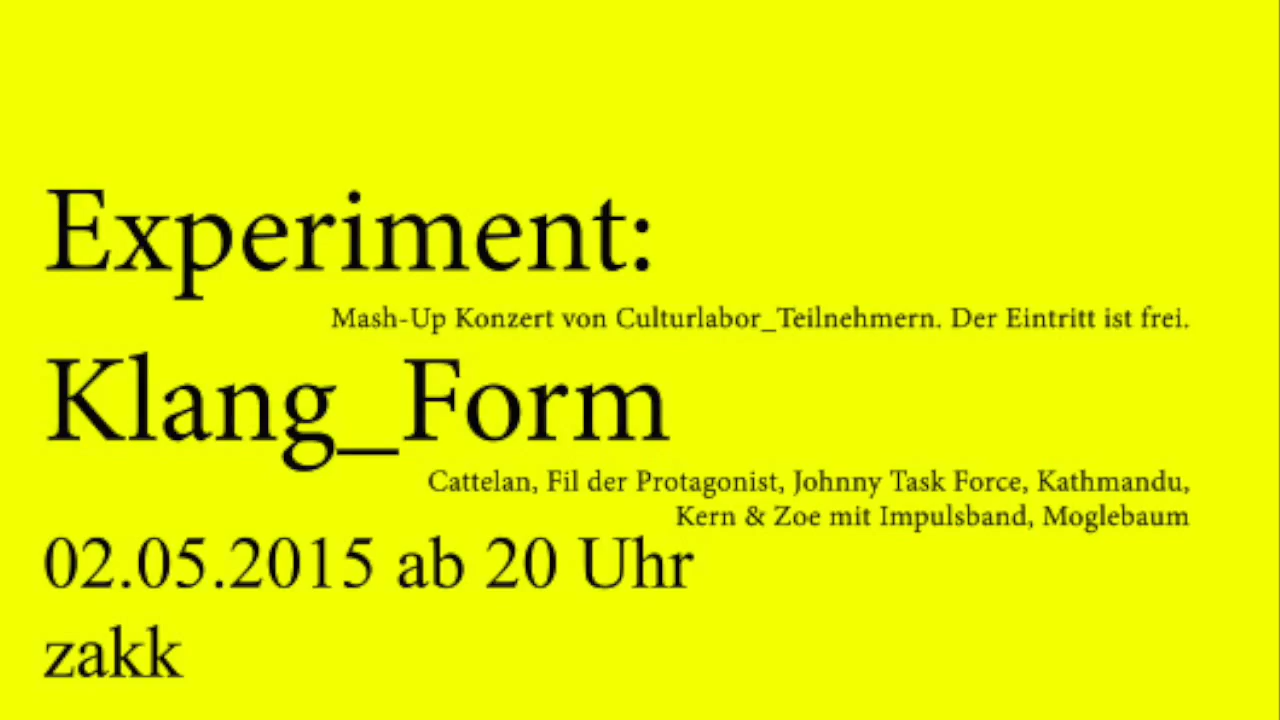 Experiment:
Mash-Up Konzert von Culturlabor_Teilnehmern. Der Eintritt ist frei.
Klang_Form
Cattelan, Fil der Protagonist, Johnny Task Force, Kathmandu,
Kern & Zoe mit Impulsband, Moglebaum
02.05.2015 ab 20 Uhr
zakk